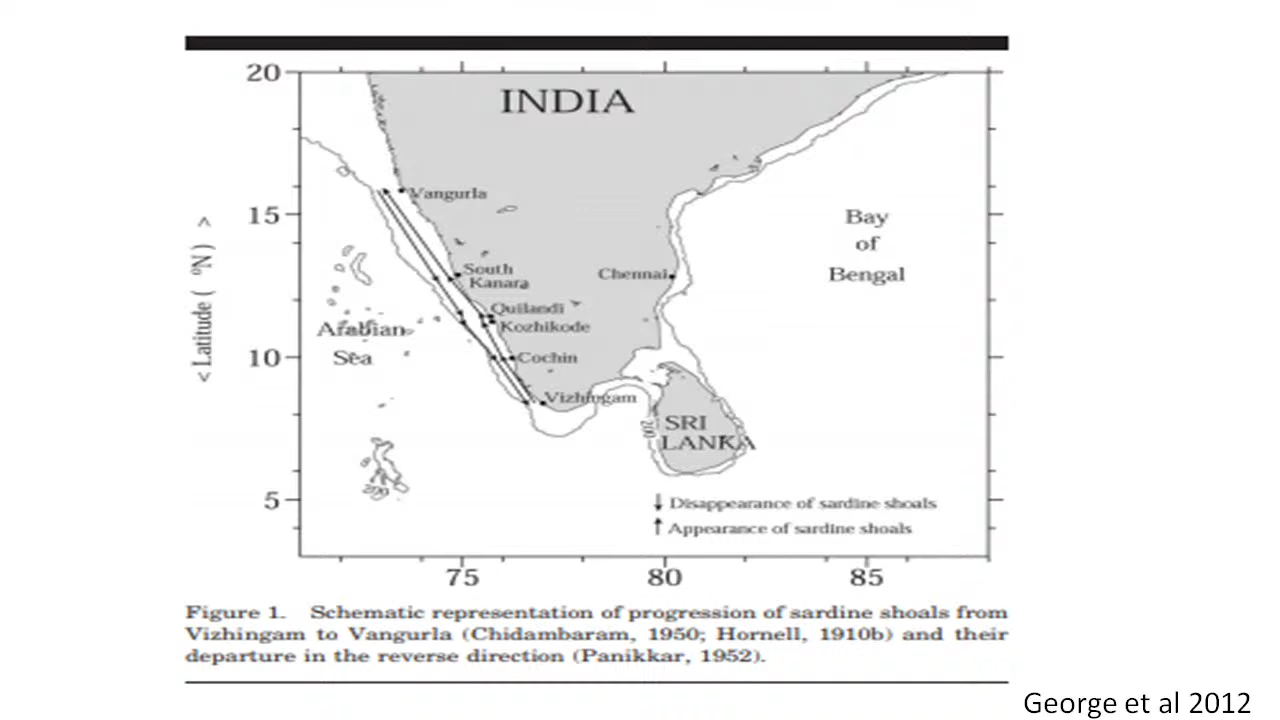 20
INDIA
Vangurla
15
Bay
of
Bengal
< Latitude ( °N ) >
South
Kanara
Chennai
Quilandi
Kozhikode
Arabian
Sea
10
Cochin
Vizhingam
200
SRI
LANKA
200
5
↓ Disappearance of sardine shoals
↑ Appearance of sardine shoals
75 80 85
Figure 1. Schematic representation of progression of sardine shoals from
Vizhingam to Vangurla (Chidambaram, 1950; Hornell, 1910b) and their
departure in the reverse direction (Panikkar, 1952).
George et al 2012